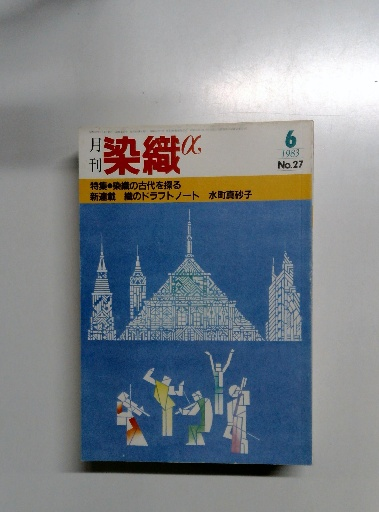 月刊 染織α
6
1983
No.27
特集●染織の古代を探る
新連載 織のドラフトノート 水町真砂子